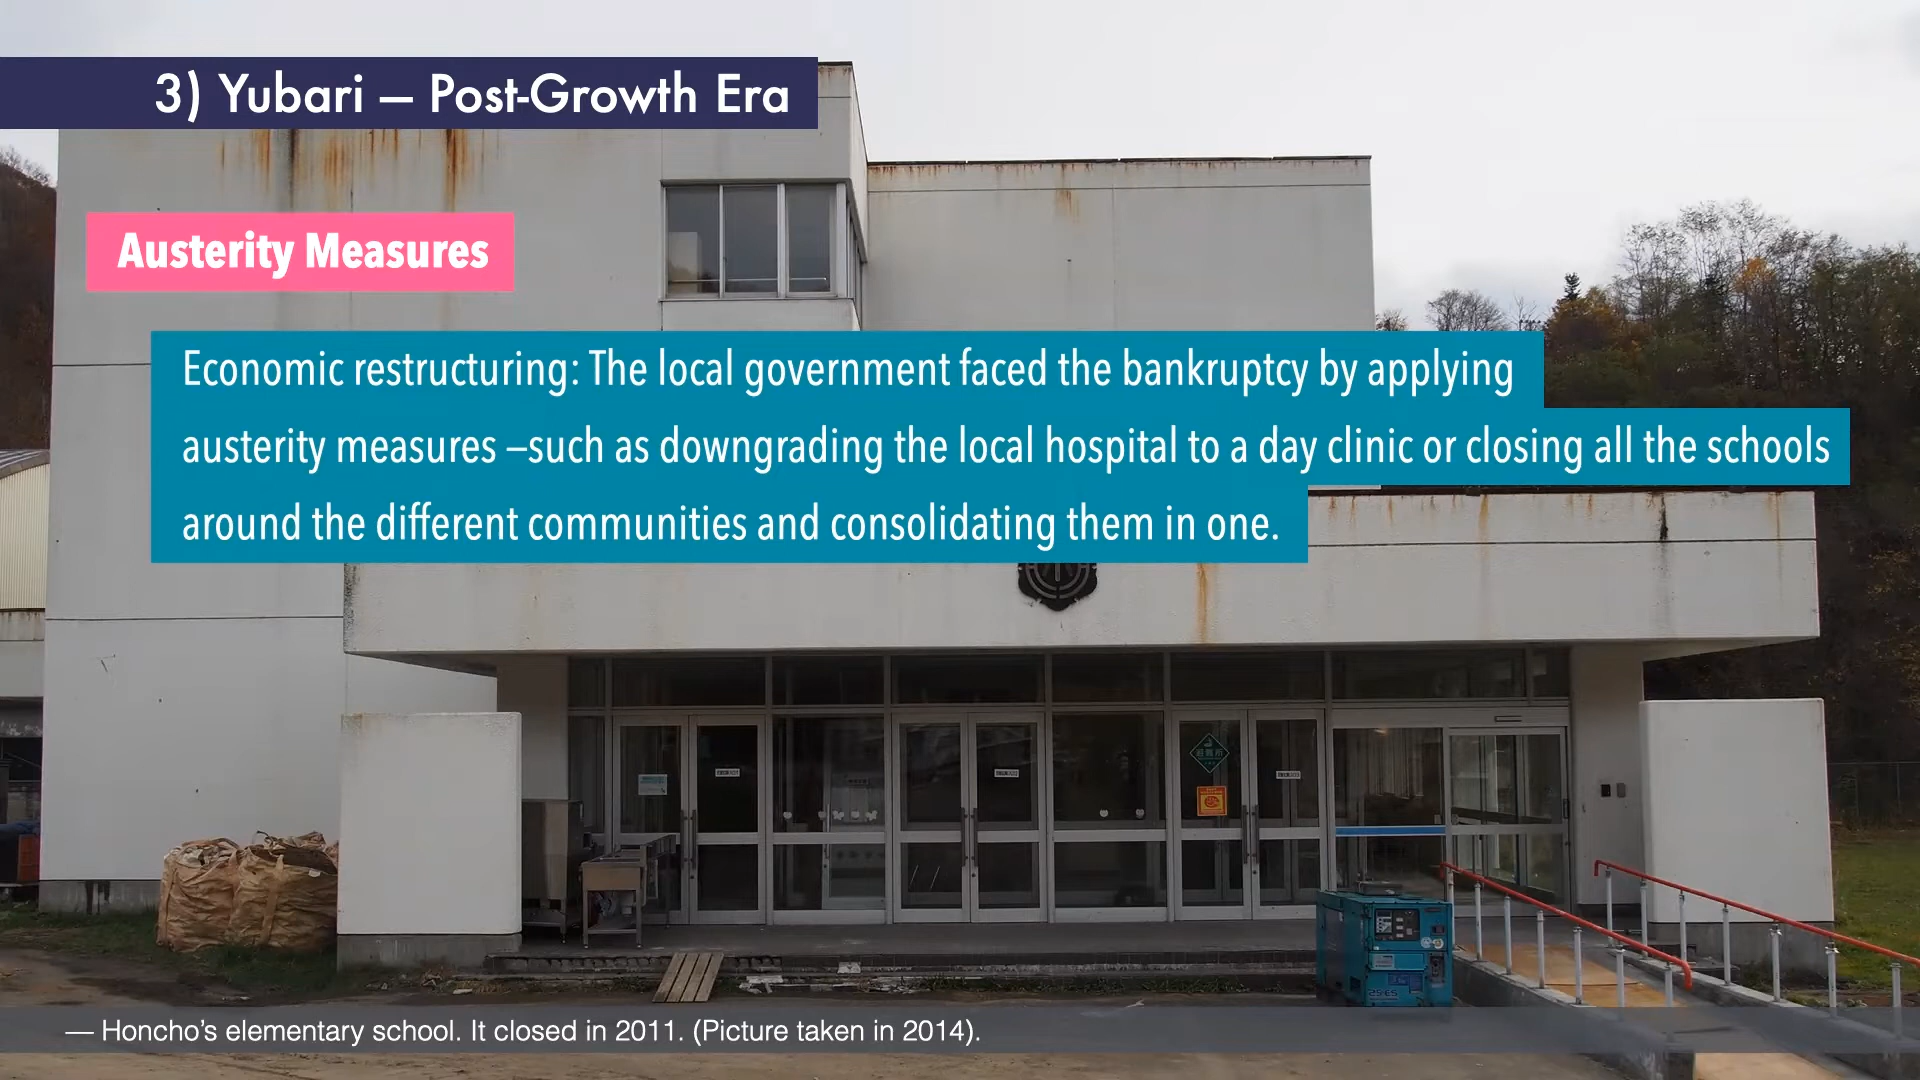 3) Yubari — Post-Growth Era
Austerity Measures
Economic restructuring: The local government faced the bankruptcy by applying
austerity measures –such as downgrading the local hospital to a day clinic or closing all the schools
around the different communities and consolidating them in one.
— Honcho’s elementary school. It closed in 2011. (Picture taken in 2014).